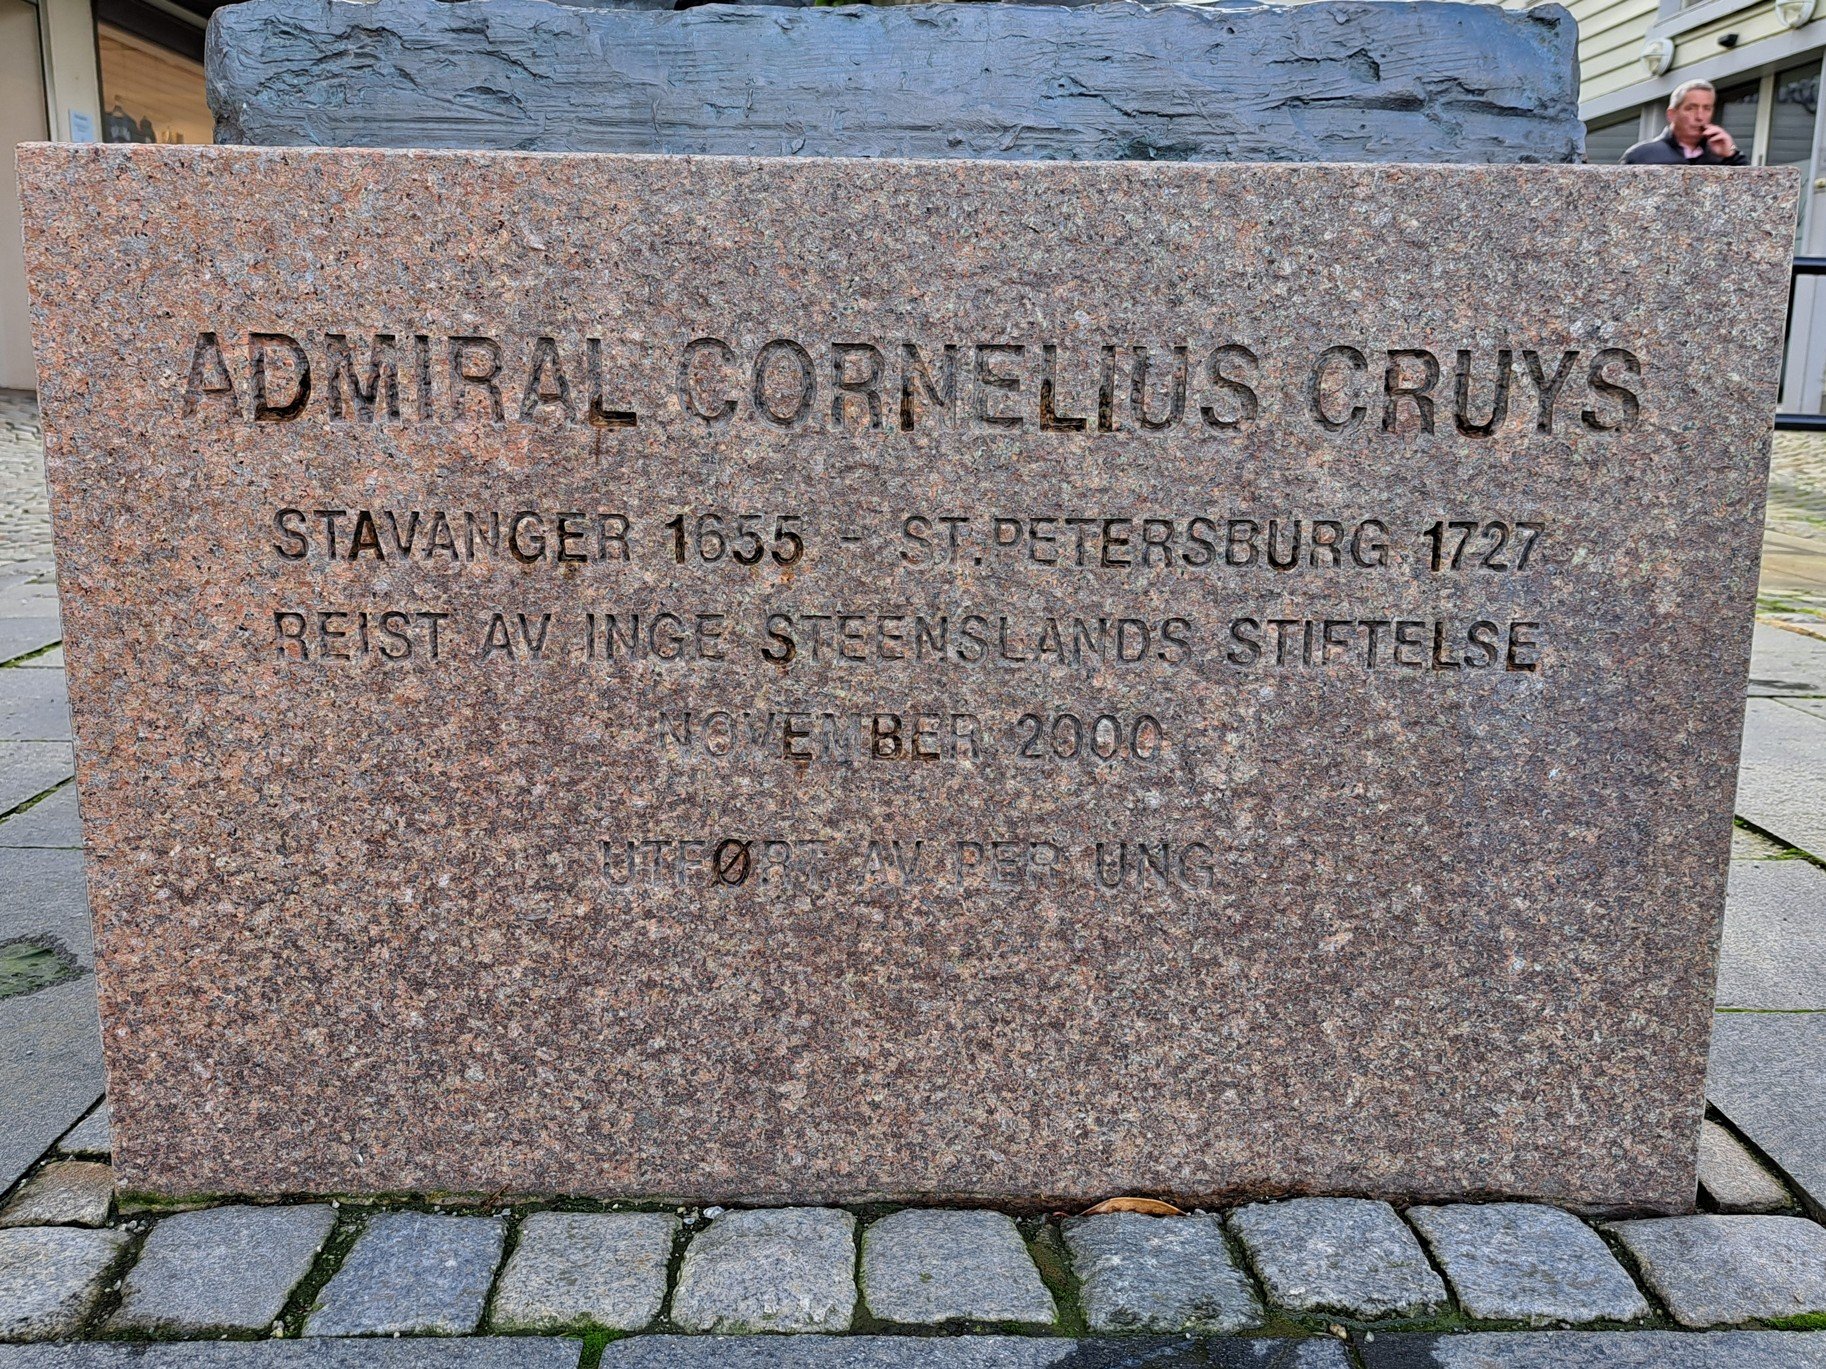 ADMIRAL CORNELIUS CRUYS
STAVANGER 1655 - ST. PETERSBURG 1727
REIST AV INGE STEENSLANDS STIFTELSE
NOVEMBER 2000
UTFØRT AV PER UNG